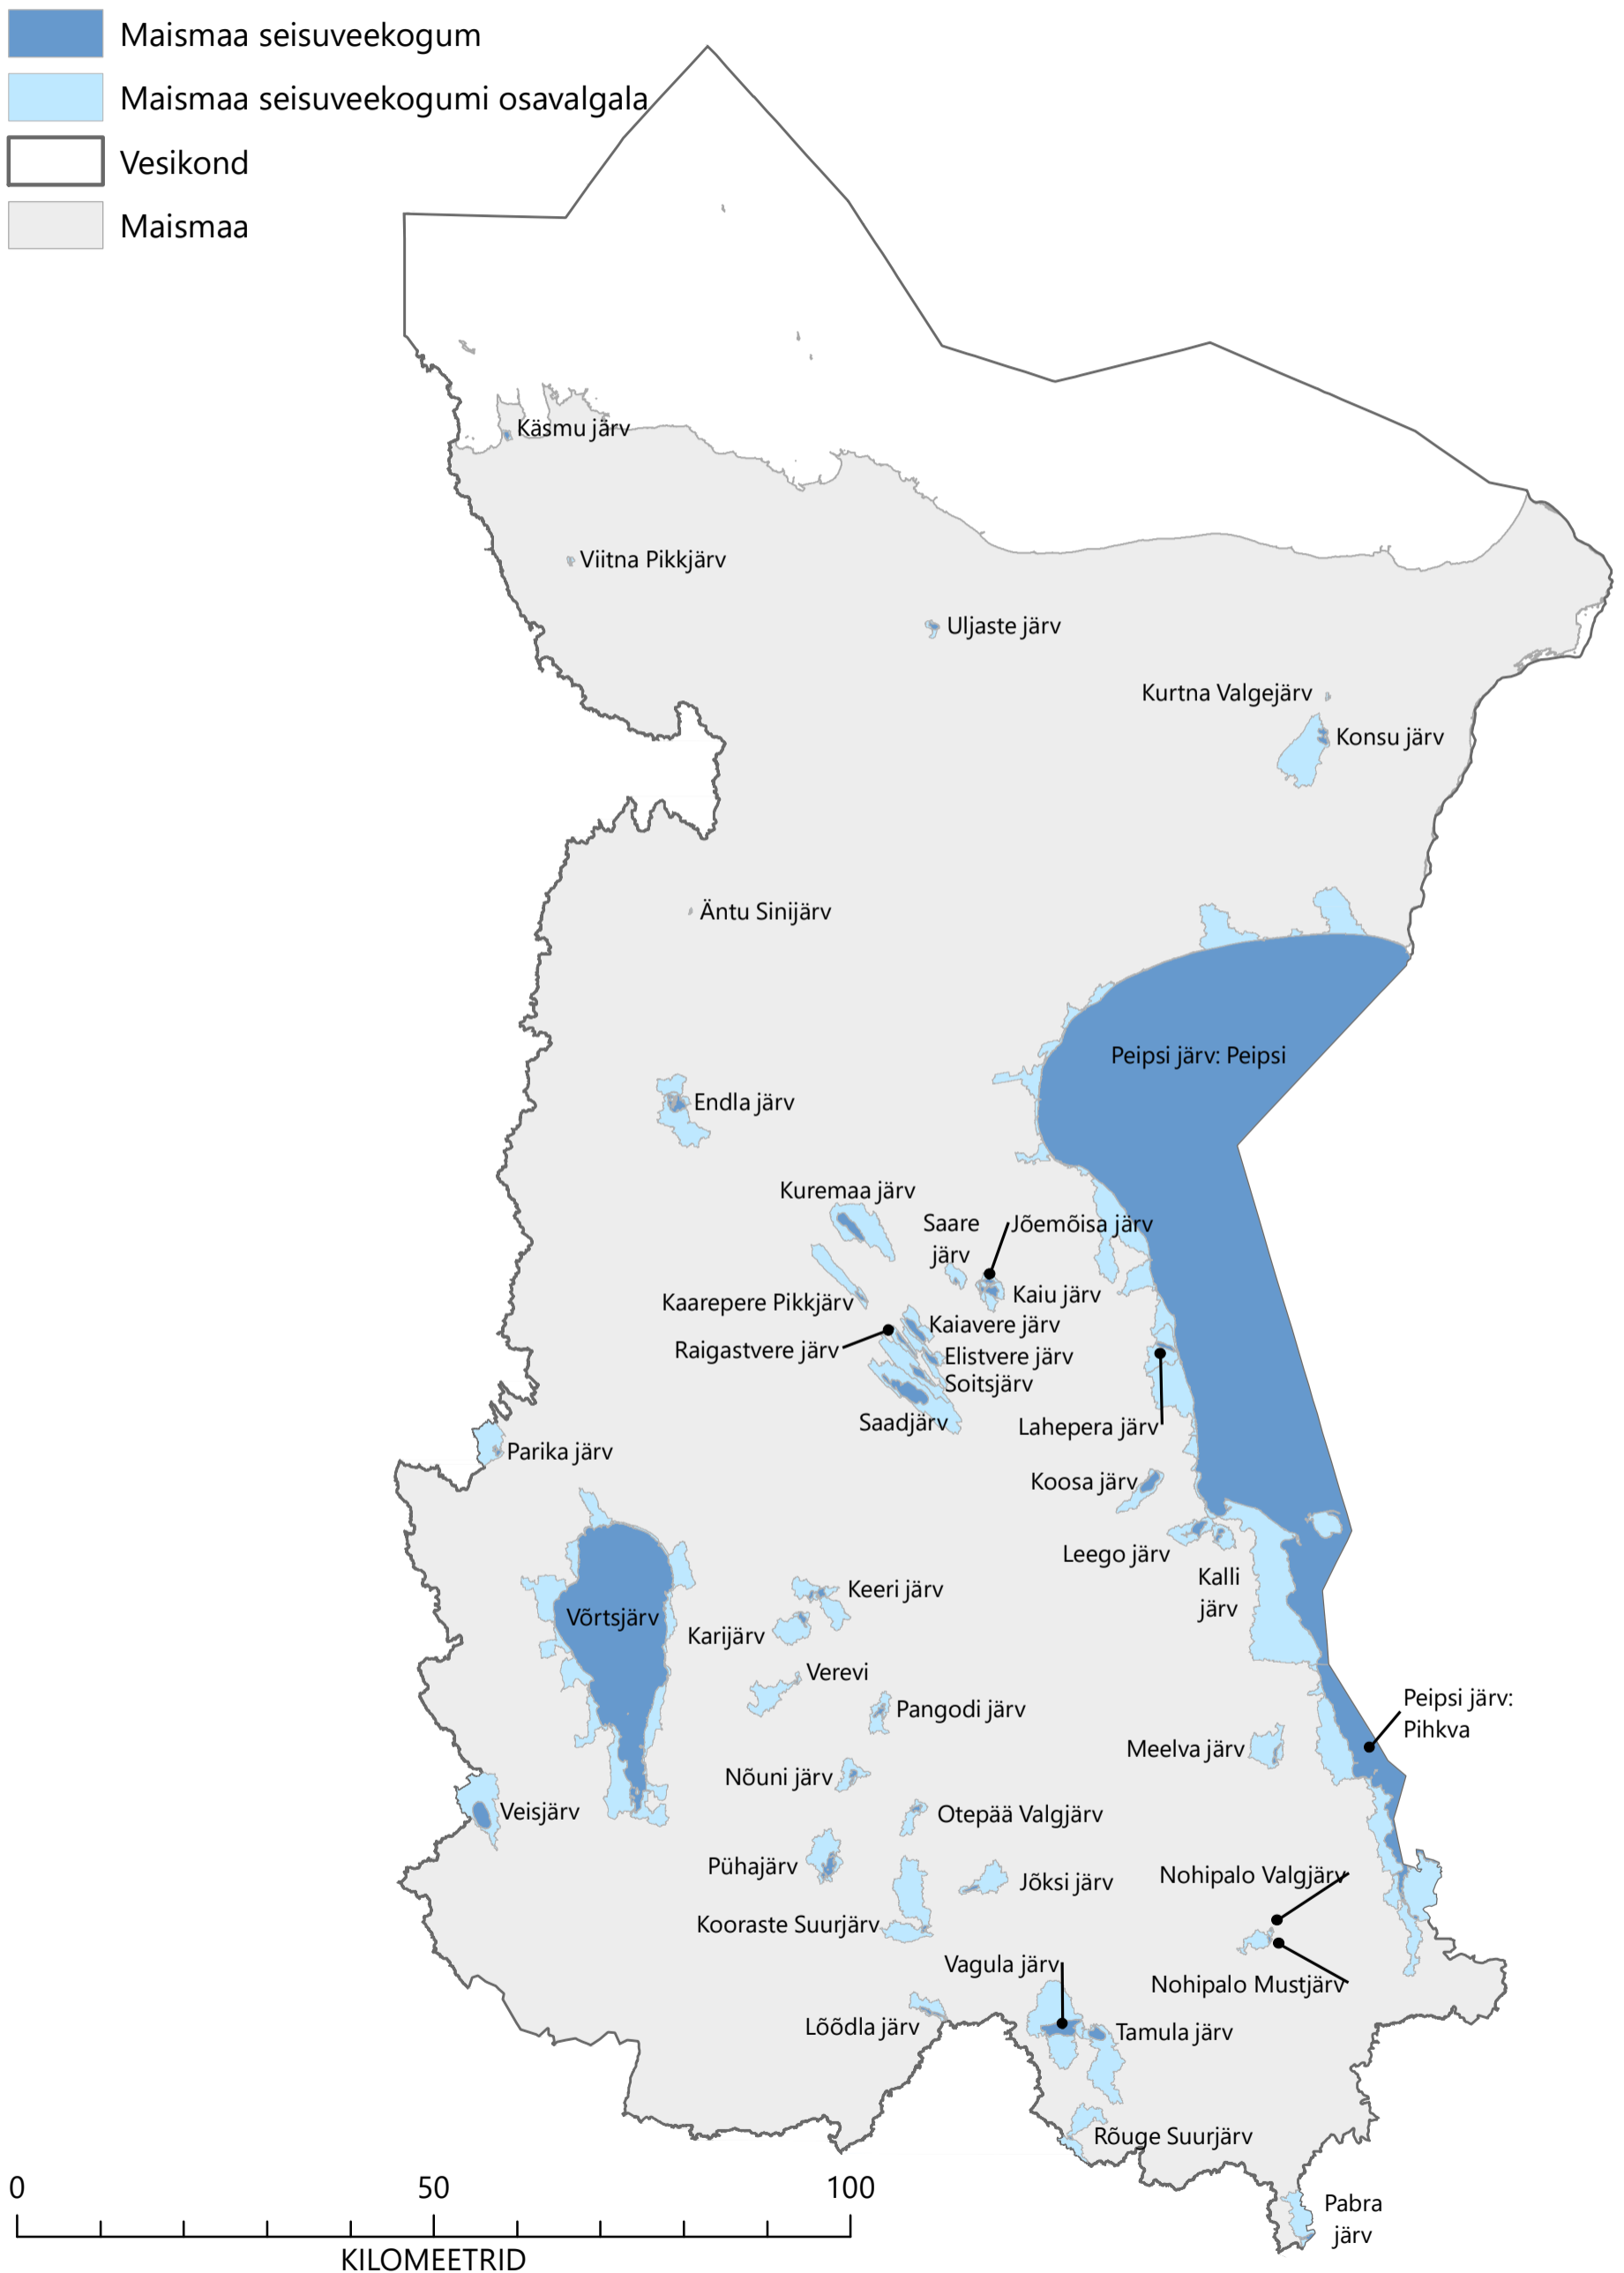 Maismaa seisuveekogum
Maismaa seisuveekogumi osavalgala
Vesikond
Maismaa
Käsmu järv
Viitna Pikkjärv
Uljaste järv
Kurtna Valgejärv
Konsu järv
Äntu Sinijärv
Peipsi järv: Peipsi
Endla järv
Kuremaa järv
Saare
järv
Jõemõisa järv
Kaiu järv
Kaarepere Pikkjärv
Kaiavere järv
Raigastvere järv
Elistvere järv
Soitsjärv
Saadjärv
Lahepera järv
Parika järv
Koosa järv
Leego järv
Kalli
järv
Keeri järv
Võrtsjärv
Karijärv
Verevi
Pangodi järv
Peipsi järv:
Pihkva
Meelva järv
Nõuni järv
Veisjärv
Otepää Valgjärv
Pühajärv
Jõksi järv
Nohipalo Valgjärv
Kooraste Suurjärv
Vagula järv
Nohipalo Mustjärv
Lõõdla järv
Tamula järv
Rõuge Suurjärv
Pabra
järv
0 50 100
KILOMEETRID